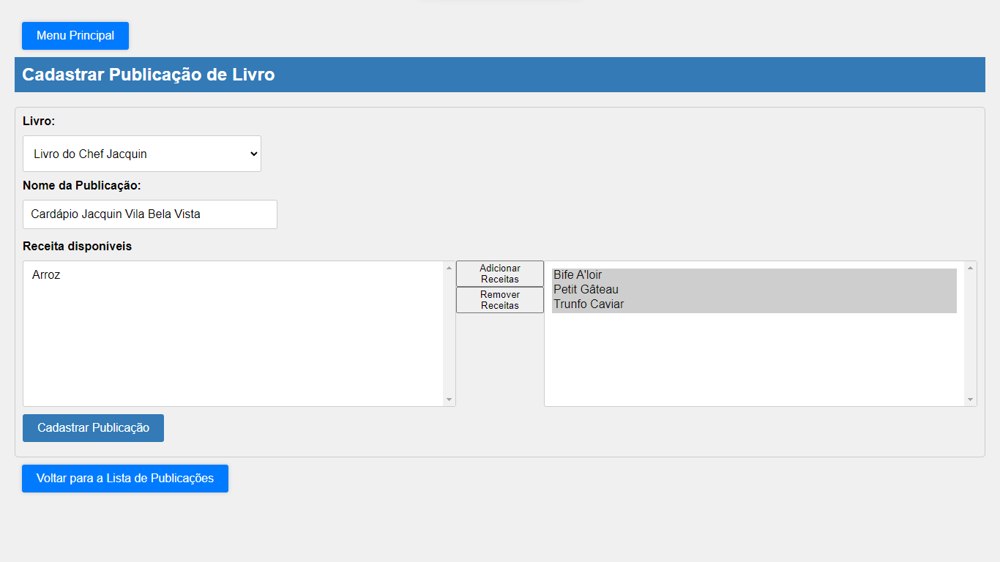 Menu Principal
Cadastrar Publicação de Livro
Livro:
Livro do Chef Jacquin
Nome da Publicação:
Cardápio Jacquin Vila Bela Vista
Receita disponíveis
Arroz
Adicionar
Receitas
Remover
Receitas
Bife A'loir
Petit Gâteau
Trunfo Caviar
Cadastrar Publicação
Voltar para a Lista de Publicações